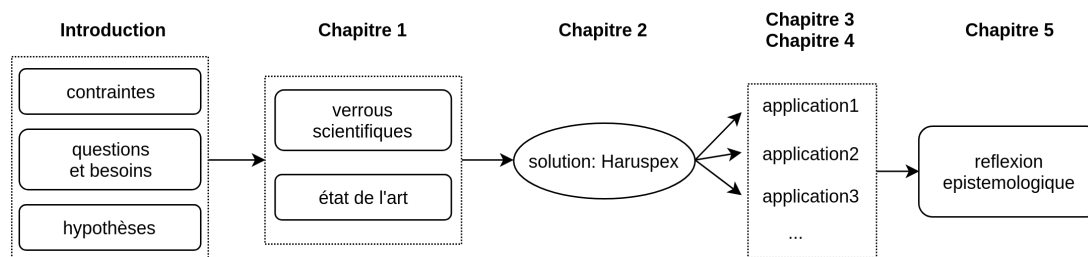 Introduction
contraintes
questions
et besoins
hypothèses
Chapitre 1
verrous
scientifiques
état de l'art
Chapitre 2
solution: Haruspex
Chapitre 3
Chapitre 4
application1
application2
application3
...
Chapitre 5
reflexion
epistemologique